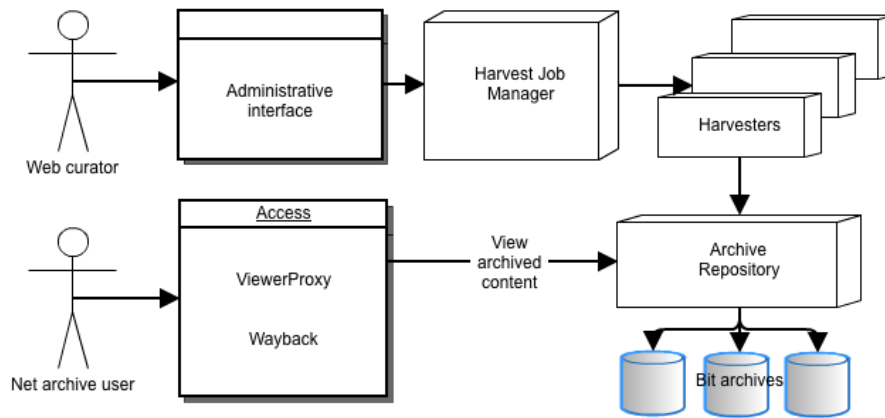 Administrative
interface
Harvest Job
Manager
Harvesters
Web curator
Access
ViewerProxy
Wayback
View
archived
content
Archive
Repository
Net archive user
Bit archives